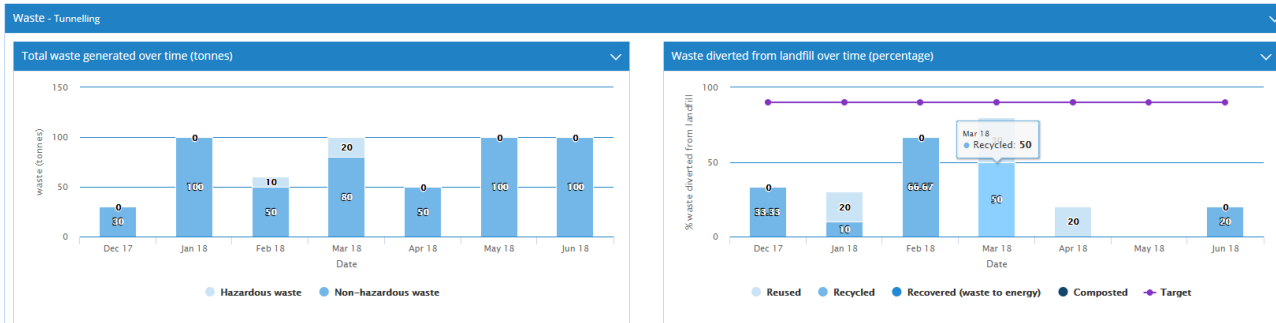 Waste - Tunnelling
Total waste generated over time (tonnes)
150
100
50
0
waste (tonnes)
0
30
0
100
10
50
20
80
0
50
0
100
0
100
Dec 17 Jan 18 Feb 18 Mar 18 Apr 18 May 18 Jun 18
Date
Hazardous waste Non-hazardous waste
Waste diverted from landfill over time (percentage)
100
50
0
% waste diverted from landfill
0
33.33
20
10
0
66.67
Mar 18
Recycled: 50
50
20
0
20
Dec 17 Jan 18 Feb 18 Mar 18 Apr 18 May 18 Jun 18
Date
Reused Recycled Recovered (waste to energy) Composted Target